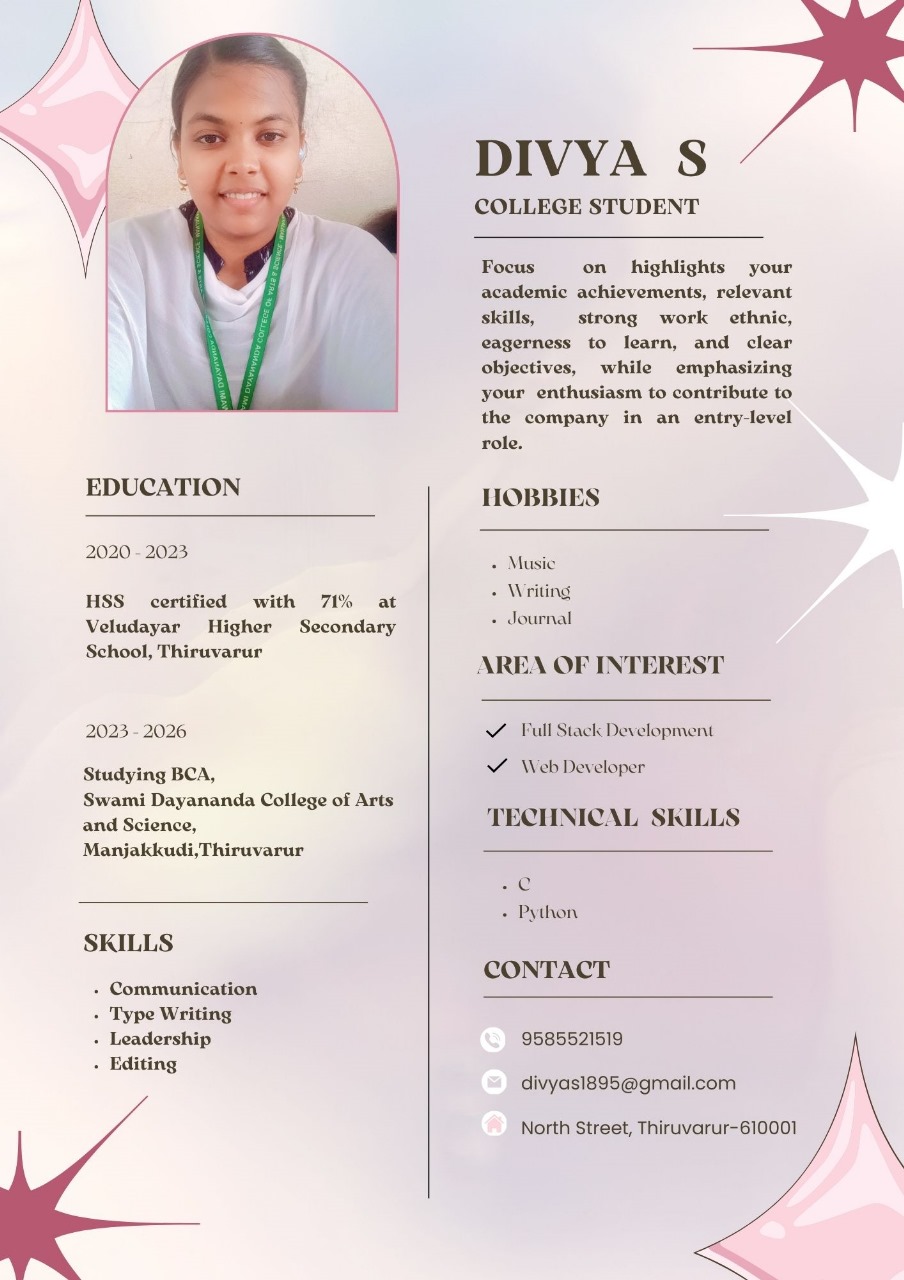 DIVYA S
COLLEGE STUDENT
Focus on highlights your
academic achievements, relevant
skills, strong work ethnic,
eagerness to learn, and clear
objectives, while emphasizing
your enthusiasm to contribute to
the company in an entry-level
role.
EDUCATION
2020 - 2023
HSS certified with 71% at
Veludayar Higher Secondary
School, Thiruvarur
2023 - 2026
Studying BCA,
Swami Dayananda College of Arts
and Science,
Manjakkudi,Thiruvarur
SKILLS
• Communication
• Type Writing
• Leadership
• Editing
HOBBIES
• Music
• Writing
• Journal
AREA OF INTEREST
✓ Full Stack Development
✓ Web Developer
TECHNICAL SKILLS
• C
• Python
CONTACT
9585521519
divyas1895@gmail.com
North Street, Thiruvarur-610001